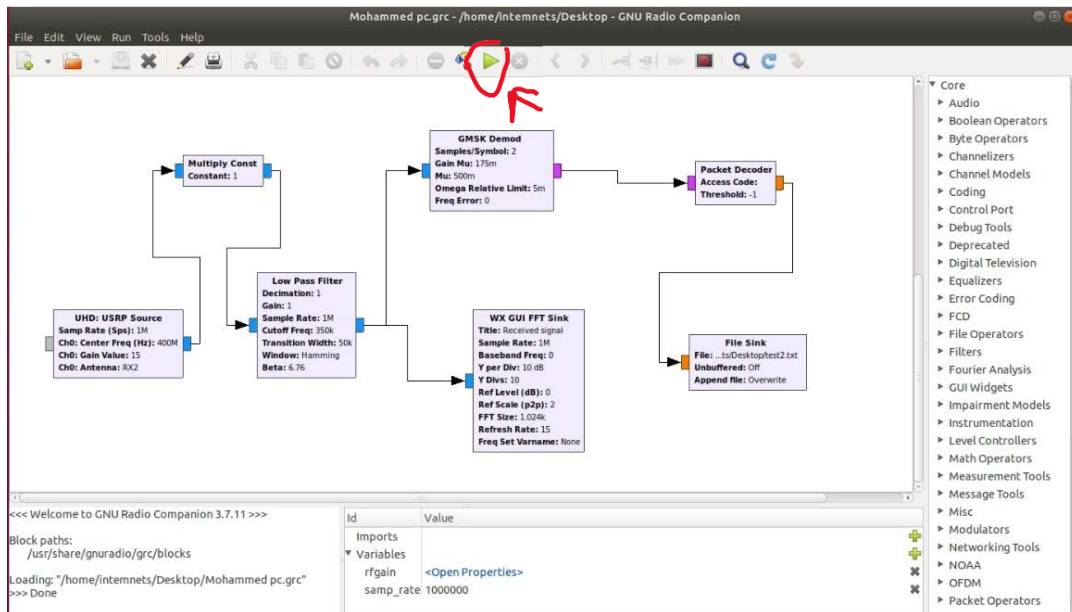 Mohammed pc.grc - /home/intemnets/Desktop - GNU Radio Companion
File Edit View Run Tools Help
Multiply Const
Constant: 1
UHD: USRP Source
Samp Rate (Sps): 1M
Ch0: Center Freq (Hz): 400M
Ch0: Gain Value: 15
Ch0: Antenna: RX2
Low Pass Filter
Decimation: 1
Gain: 1
Sample Rate: 1M
Cutoff Freq: 350k
Transition Width: 50k
Window: Hamming
Beta: 6.76
GMSK Demod
Samples/Symbol: 2
Gain Mu: 175m
Mu: 500m
Omega Relative Limit: 5m
Freq Error: 0
WX GUI FFT Sink
Title: Received signal
Sample Rate: 1M
Baseband Freq: 0
Y per Div: 10 dB
Y Divs: 10
Ref Level (dB): 0
Ref Scale (p2p): 2
FFT Size: 1.024k
Refresh Rate: 15
Freq Set Varname: None
Packet Decoder
Access Code:
Threshold: -1
File Sink
File: ...ts/Desktop/test2.txt
Unbuffered: Off
Append file: Overwrite
Core
Audio
Boolean Operators
Byte Operators
Channelizers
Channel Models
Coding
Control Port
Debug Tools
Deprecated
Digital Television
Equalizers
Error Coding
FCD
File Operators
Filters
Fourier Analysis
GUI Widgets
Impairment Models
Instrumentation
Level Controllers
Math Operators
Measurement Tools
Message Tools
Misc
Modulators
Networking Tools
NOAA
OFDM
Packet Operators
<<< Welcome to GNU Radio Companion 3.7.11 >>>
Block paths:
/usr/share/gnuradio/grc/blocks
Loading: "/home/intemnets/Desktop/Mohammed pc.grc"
>>> Done
Id Value
Imports
Variables
rfgain <Open Properties>
samp_rate 1000000